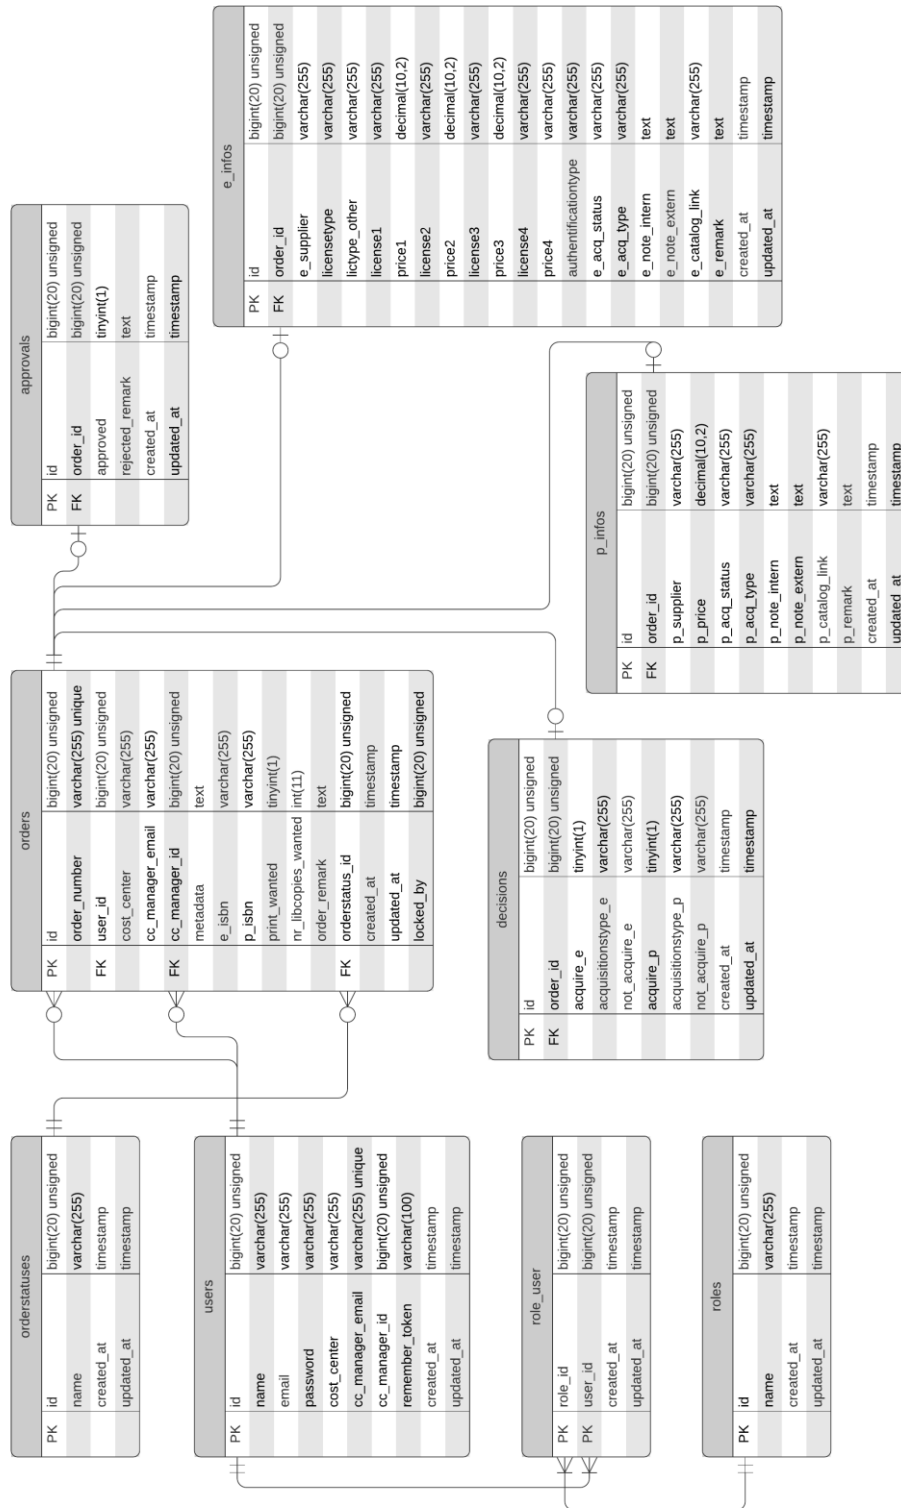 orderstatuses
PK id bigint(20) unsigned
name varchar(255)
created_at timestamp
updated_at timestamp
users
PK id bigint(20) unsigned
name varchar(255)
email varchar(255)
password varchar(255)
cost_center varchar(255)
cc_manager_email varchar(255) unique
cc_manager_id bigint(20) unsigned
remember_token varchar(100)
created_at timestamp
updated_at timestamp
role_user
PK role_id bigint(20) unsigned
PK user_id bigint(20) unsigned
created_at timestamp
updated_at timestamp
roles
PK id bigint(20) unsigned
name varchar(255)
created_at timestamp
updated_at timestamp
orders
PK id bigint(20) unsigned
order_number varchar(255) unique
FK user_id bigint(20) unsigned
cost_center varchar(255)
cc_manager_email varchar(255)
FK cc_manager_id bigint(20) unsigned
metadata text
e_isbn varchar(255)
p_isbn varchar(255)
print_wanted tinyint(1)
nr_libcopies_wanted int(11)
order_remark text
FK orderstatus_id bigint(20) unsigned
created_at timestamp
updated_at timestamp
locked_by bigint(20) unsigned
decisions
PK id bigint(20) unsigned
FK order_id bigint(20) unsigned
acquire_e tinyint(1)
acquisitionstype_e varchar(255)
not_acquire_e varchar(255)
acquire_p tinyint(1)
acquisitionstype_p varchar(255)
not_acquire_p varchar(255)
created_at timestamp
updated_at timestamp
approvals
PK id bigint(20) unsigned
FK order_id bigint(20) unsigned
approved tinyint(1)
rejected_remark text
created_at timestamp
updated_at timestamp
e_infos
PK id bigint(20) unsigned
FK order_id bigint(20) unsigned
e_supplier varchar(255)
licensetype varchar(255)
lictype_other varchar(255)
license1 varchar(255)
price1 decimal(10,2)
license2 varchar(255)
price2 decimal(10,2)
license3 varchar(255)
price3 decimal(10,2)
license4 varchar(255)
price4 varchar(255)
authentificationtype varchar(255)
e_acq_status varchar(255)
e_acq_type varchar(255)
e_note_intern text
e_note_extern text
e_catalog_link varchar(255)
e_remark text
created_at timestamp
updated_at timestamp
p_infos
PK id bigint(20) unsigned
FK order_id bigint(20) unsigned
p_supplier varchar(255)
p_price decimal(10,2)
p_acq_status varchar(255)
p_acq_type varchar(255)
p_note_intern text
p_note_extern text
p_catalog_link varchar(255)
p_remark text
created_at timestamp
updated_at timestamp